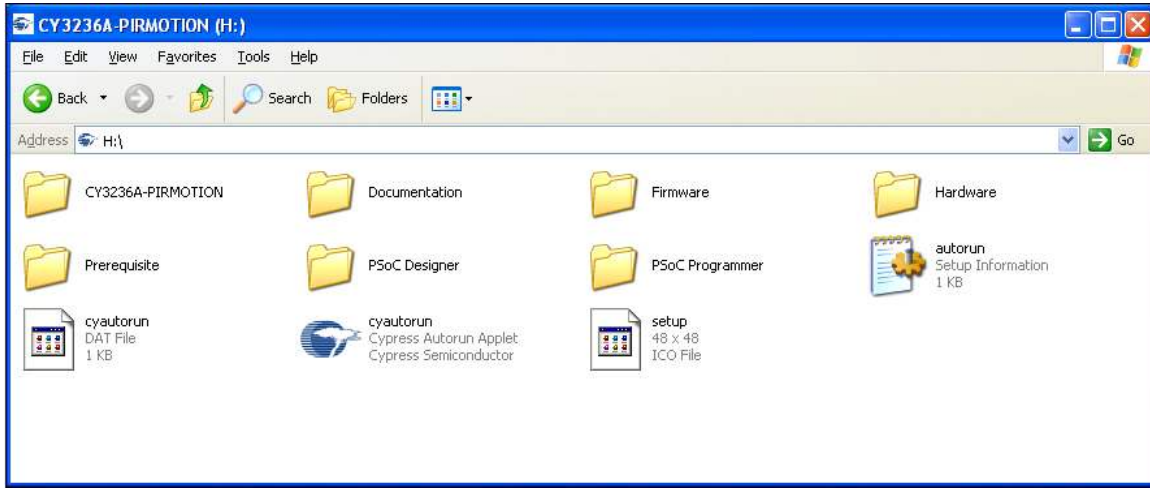 CY3236A-PIRMOTION (H:)
File Edit View Favorites Tools Help
Back Search Folders
Address H:\ Go
CY3236A-PIRMOTION
Documentation
Firmware
Hardware
Prerequisite
PSoC Designer
PSoC Programmer
autorun
Setup Information
1 KB
cyautorun
DAT File
1 KB
cyautorun
Cypress Autorun Applet
Cypress Semiconductor
setup
48 x 48
ICO File